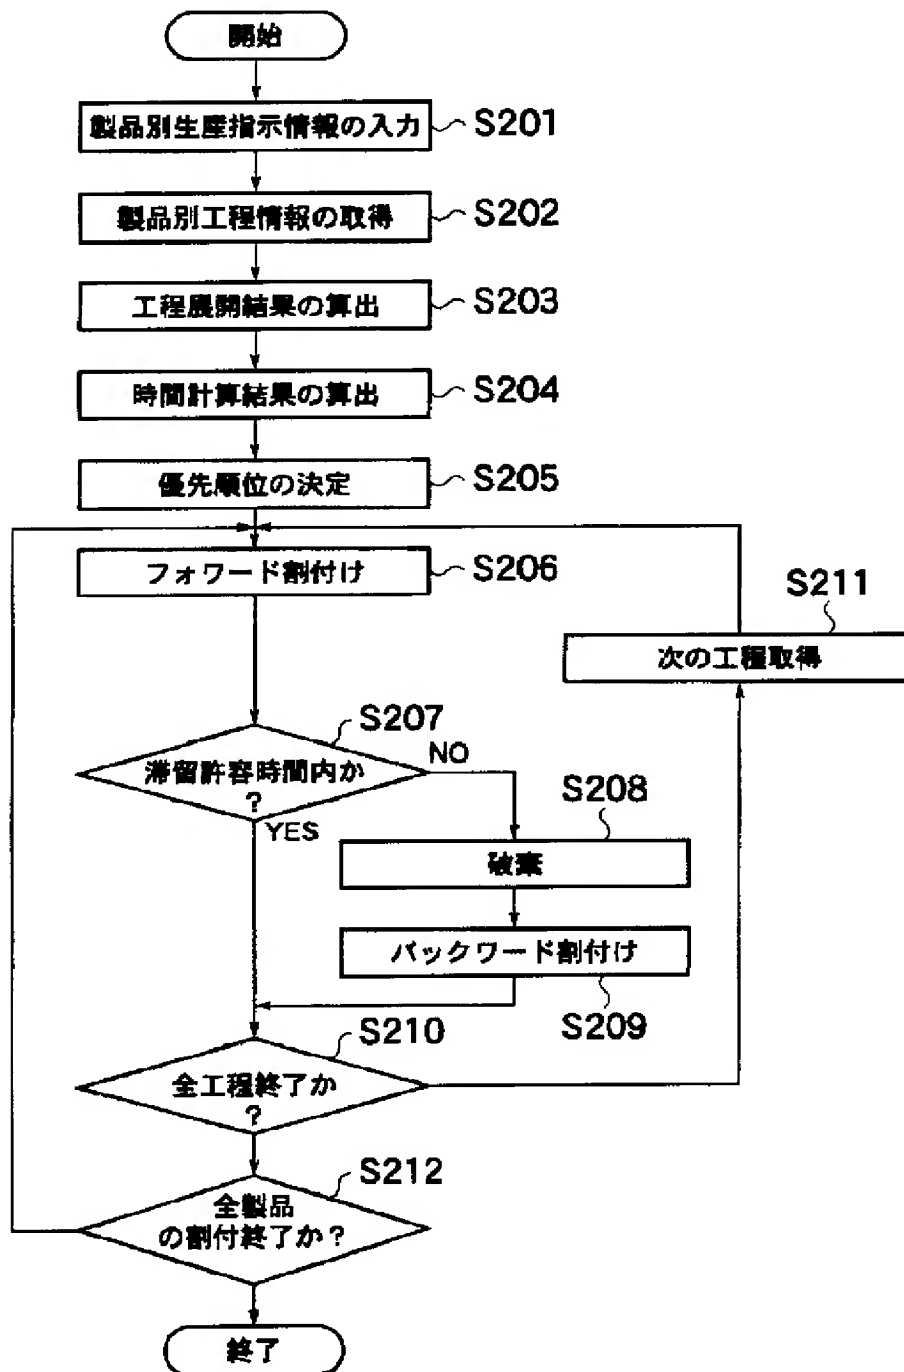 開始
製品別生産指示情報の入力
S201
製品別工程情報の取得
S202
工程展開結果の算出
S203
時間計算結果の算出
S204
優先順位の決定
S205
フォワード割付け
S206
S211
次の工程取得
S207
滞留許容時間内か
?
NO
YES
S208
破棄
バックワード割付け
S209
S210
全工程終了か
?
S212
全製品
の割付終了か?
終了